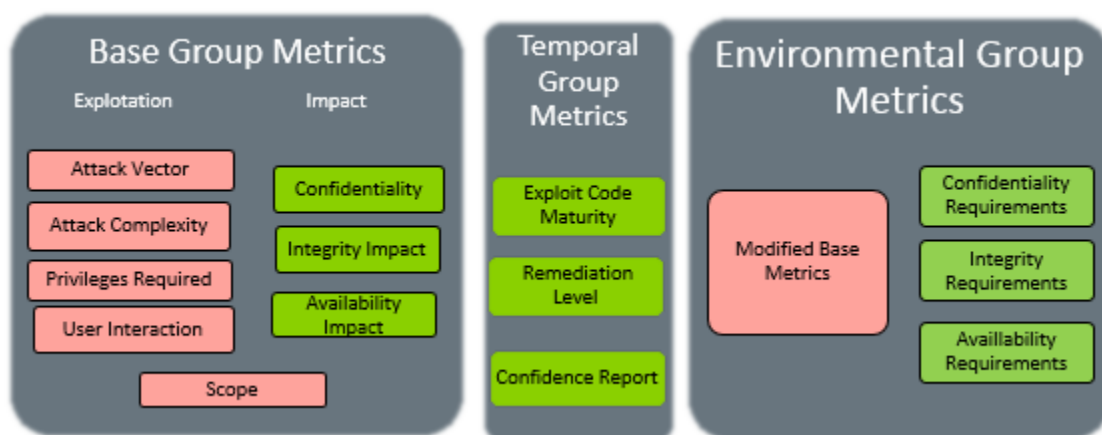 Base Group Metrics
Explotation
Impact
Attack Vector
Attack Complexity
Privileges Required
User Interaction
Scope
Confidentiality
Integrity Impact
Availability
Impact
Temporal
Group
Metrics
Exploit Code
Maturity
Remediation
Level
Confidence Report
Environmental Group
Metrics
Modified Base
Metrics
Confidentiality
Requirements
Integrity
Requirements
Availlability
Requirements